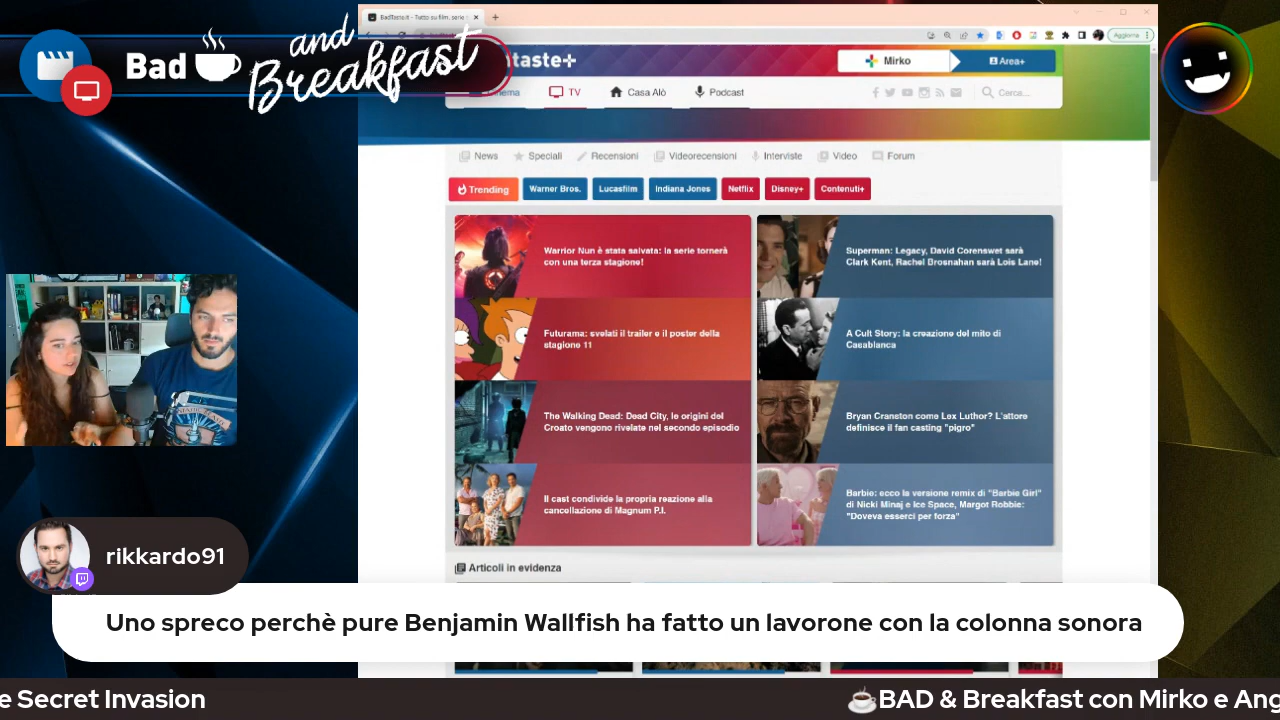 BadTaste.it - Tutto su film, serie
Aggiorna
Bad and Breakfast
taste+
Mirko
Area+
TV
Casa Alò
Podcast
Cerca...
News
Speciali
Recensioni
Videorecensioni
Interviste
Video
Forum
Trending
Warner Bros.
Lucasfilm
Indiana Jones
Netflix
Disney+
Contenuti+
Warrior Nun è stata salvata: la serie tornerà
con una terza stagione!
Superman: Legacy, David Corenswet sarà
Clark Kent, Rachel Brosnahan sarà Lois Lane!
Futurama: svelati il trailer e il poster della
stagione 11
A Cult Story: la creazione del mito di
Casablanca
The Walking Dead: Dead City, le origini del
Croato vengono rivelate nel secondo episodio
Bryan Cranston come Lex Luthor? L'attore
definisce il fan casting "pigro"
Il cast condivide la propria reazione alla
cancellazione di Magnum P.I.
Barbie: ecco la versione remix di "Barbie Girl"
di Nicki Minaj e Ice Space, Margot Robbie:
"Doveva esserci per forza"
Articoli in evidenza
rikkardo91
Uno spreco perchè pure Benjamin Wallfish ha fatto un lavorone con la colonna sonora
e Secret Invasion
BAD & Breakfast con Mirko e Ang